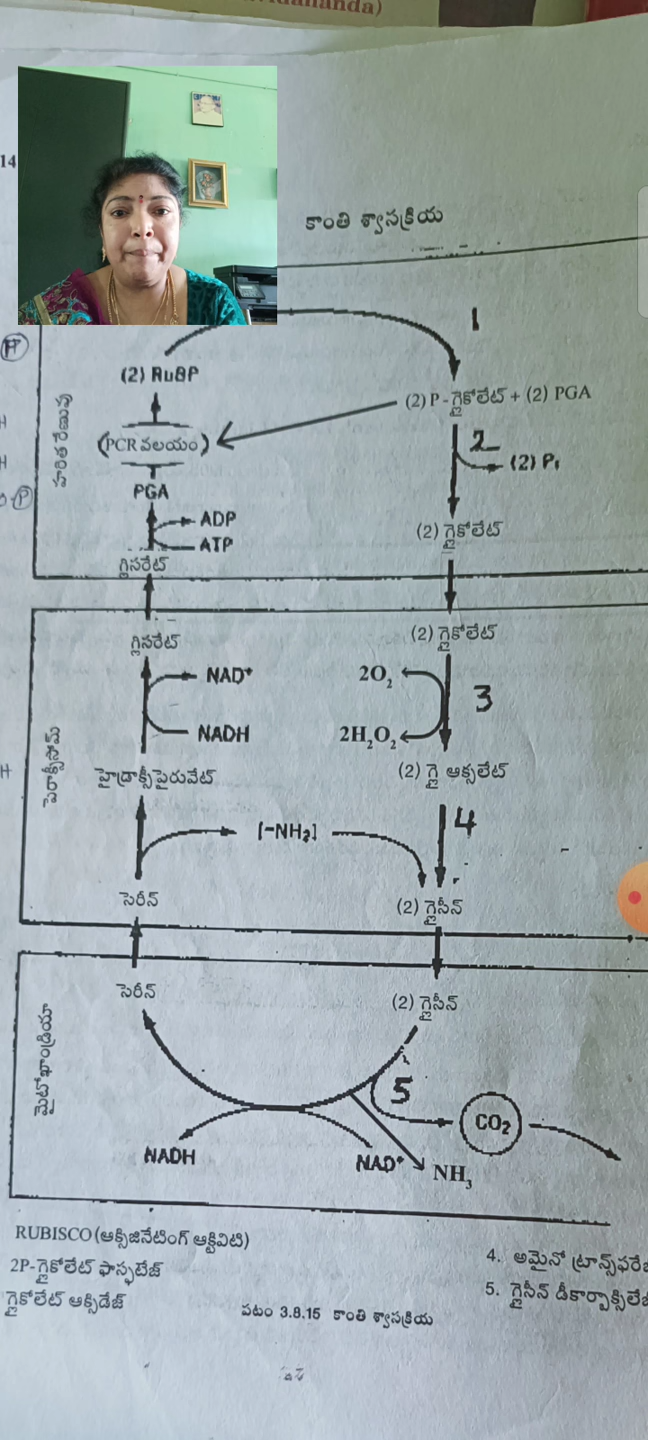 14
కాంతి శ్వాసక్రియ
1
(2) RuBP
(2) P-గ్లైకోలేట్ + (2) PGA
హరిత రేణువు
(PCR వలయం)
2
(2) Pi
PGA
ADP
ATP
(2) గ్లైకోలేట్
గ్లిసరేట్
గ్లిసరేట్
(2) గ్లైకోలేట్
NAD⁺
2O₂
3
NADH
2H₂O₂
పెరాక్సీసోమ్
హైడ్రాక్సీపైరువేట్
(2) గ్లై ఆక్సలేట్
[-NH₂]
4
సెరీన్
(2) గ్లైసీన్
సెరీన్
(2) గ్లైసీన్
మైటోఖాండ్రియా
5
CO₂
NADH
NAD⁺
NH₃
RUBISCO (ఆక్సిజినేటింగ్ ఆక్టివిటి)
2P-గ్లైకోలేట్ ఫాస్ఫటేజ్
గ్లైకోలేట్ ఆక్సిడేజ్
4. అమైనో ట్రాన్స్‌ఫరే
5. గ్లైసీన్ డీకార్బాక్సిలే
పటం 3.8.15 కాంతి శ్వాసక్రియ